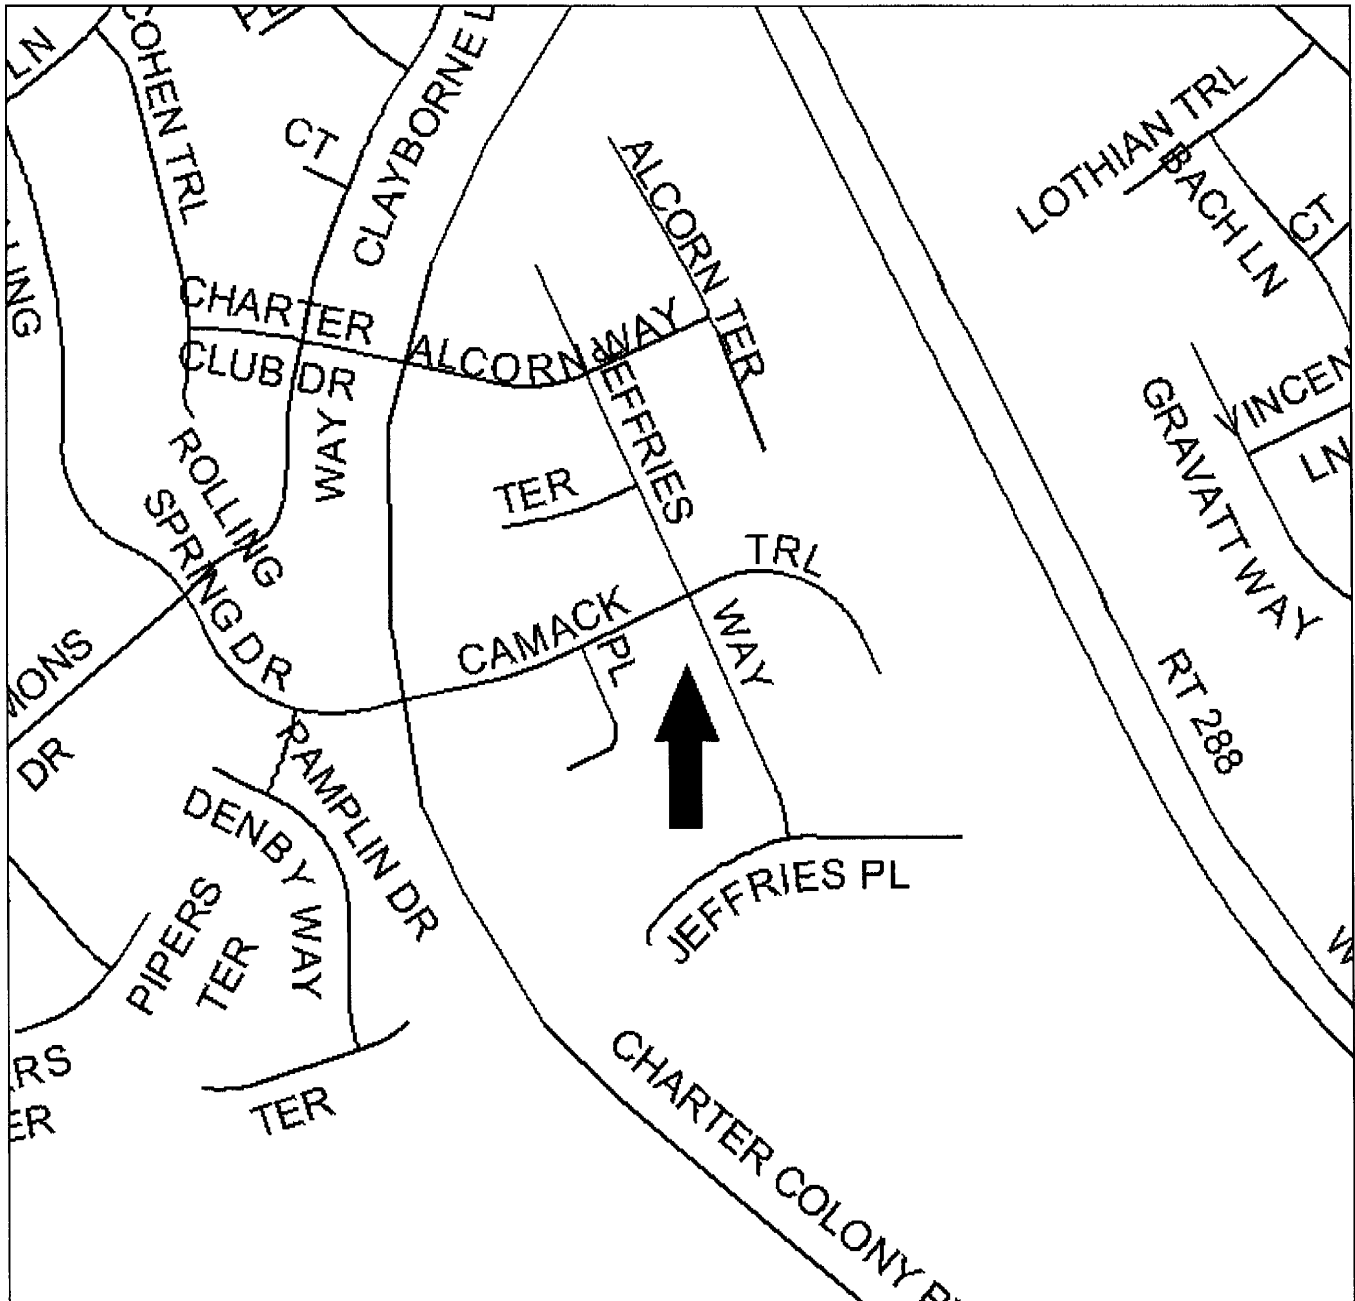 LN
COHEN TRL
CLAYBORNE
CT
LING
CHARTER
CLUB DR
WAY
ALCORN WAY
ALCORN TER
JEFFRIES
WAY
TER
ROLLING
SPRING DR
CAMACK
TRL
PL
MONS
DR
RAMPLIN DR
DENBY WAY
PIPERS
TER
ERS
ER
TER
JEFFRIES PL
CHARTER COLONY
RT 288
LOTHIAN TRL
BACH LN
CT
VINCEN
LN
GRAVATT WAY
W